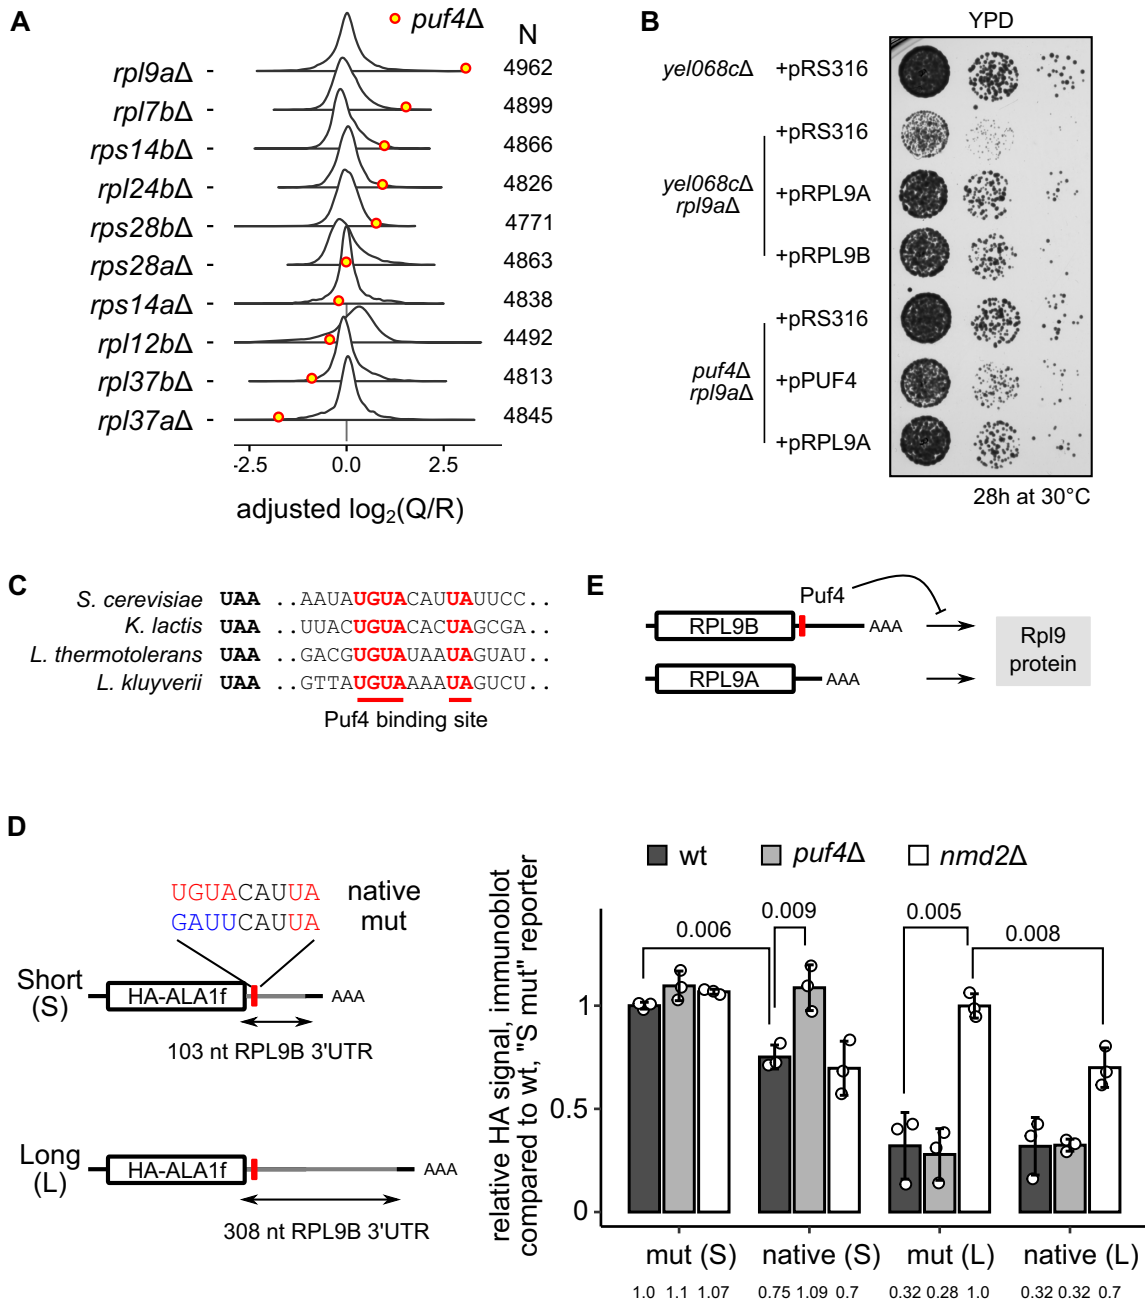 A
puf4Δ
N
rpl9aΔ - 4962
rpl7bΔ - 4899
rps14bΔ - 4866
rpl24bΔ - 4826
rps28bΔ - 4771
rps28aΔ - 4863
rps14aΔ - 4838
rpl12bΔ - 4492
rpl37bΔ - 4813
rpl37aΔ - 4845
-2.5 0.0 2.5
adjusted log2(Q/R)
B
YPD
yel068cΔ +pRS316
+pRS316
yel068cΔ
rpl9aΔ
+pRPL9A
+pRPL9B
+pRS316
puf4Δ
rpl9aΔ
+pPUF4
+pRPL9A
28h at 30°C
C
S. cerevisiae UAA ..AAUAUGUACAUUAUUCC..
K. lactis UAA ..UUACUGUACACUAGCGA..
L. thermotolerans UAA ..GACGUGUAUAAUAGUAU..
L. kluyverii UAA ..GTTAUGUAAAAUAGUCU..
Puf4 binding site
E
Puf4
RPL9B AAA
RPL9A AAA
Rpl9
protein
D
UGUACAUUA native
GAUUCAUUA mut
Short
(S)
HA-ALA1f AAA
103 nt RPL9B 3'UTR
Long
(L)
HA-ALA1f AAA
308 nt RPL9B 3'UTR
relative HA signal, immunoblot
compared to wt, "S mut" reporter
wt puf4Δ nmd2Δ
0.006 0.009 0.005 0.008
1
0.5
0
mut (S) native (S) mut (L) native (L)
1.0 1.1 1.07 0.75 1.09 0.7 0.32 0.28 1.0 0.32 0.32 0.7